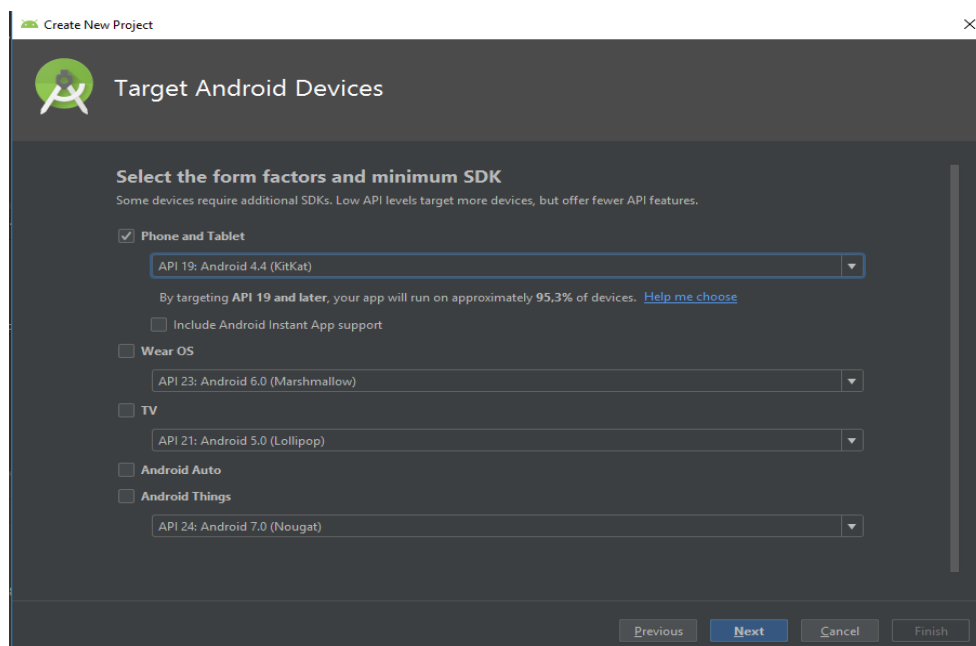 Create New Project
Target Android Devices
Select the form factors and minimum SDK
Some devices require additional SDKs. Low API levels target more devices, but offer fewer API features.
Phone and Tablet
API 19: Android 4.4 (KitKat)
By targeting API 19 and later, your app will run on approximately 95,3% of devices. Help me choose
Include Android Instant App support
Wear OS
API 23: Android 6.0 (Marshmallow)
TV
API 21: Android 5.0 (Lollipop)
Android Auto
Android Things
API 24: Android 7.0 (Nougat)
Previous Next Cancel Finish